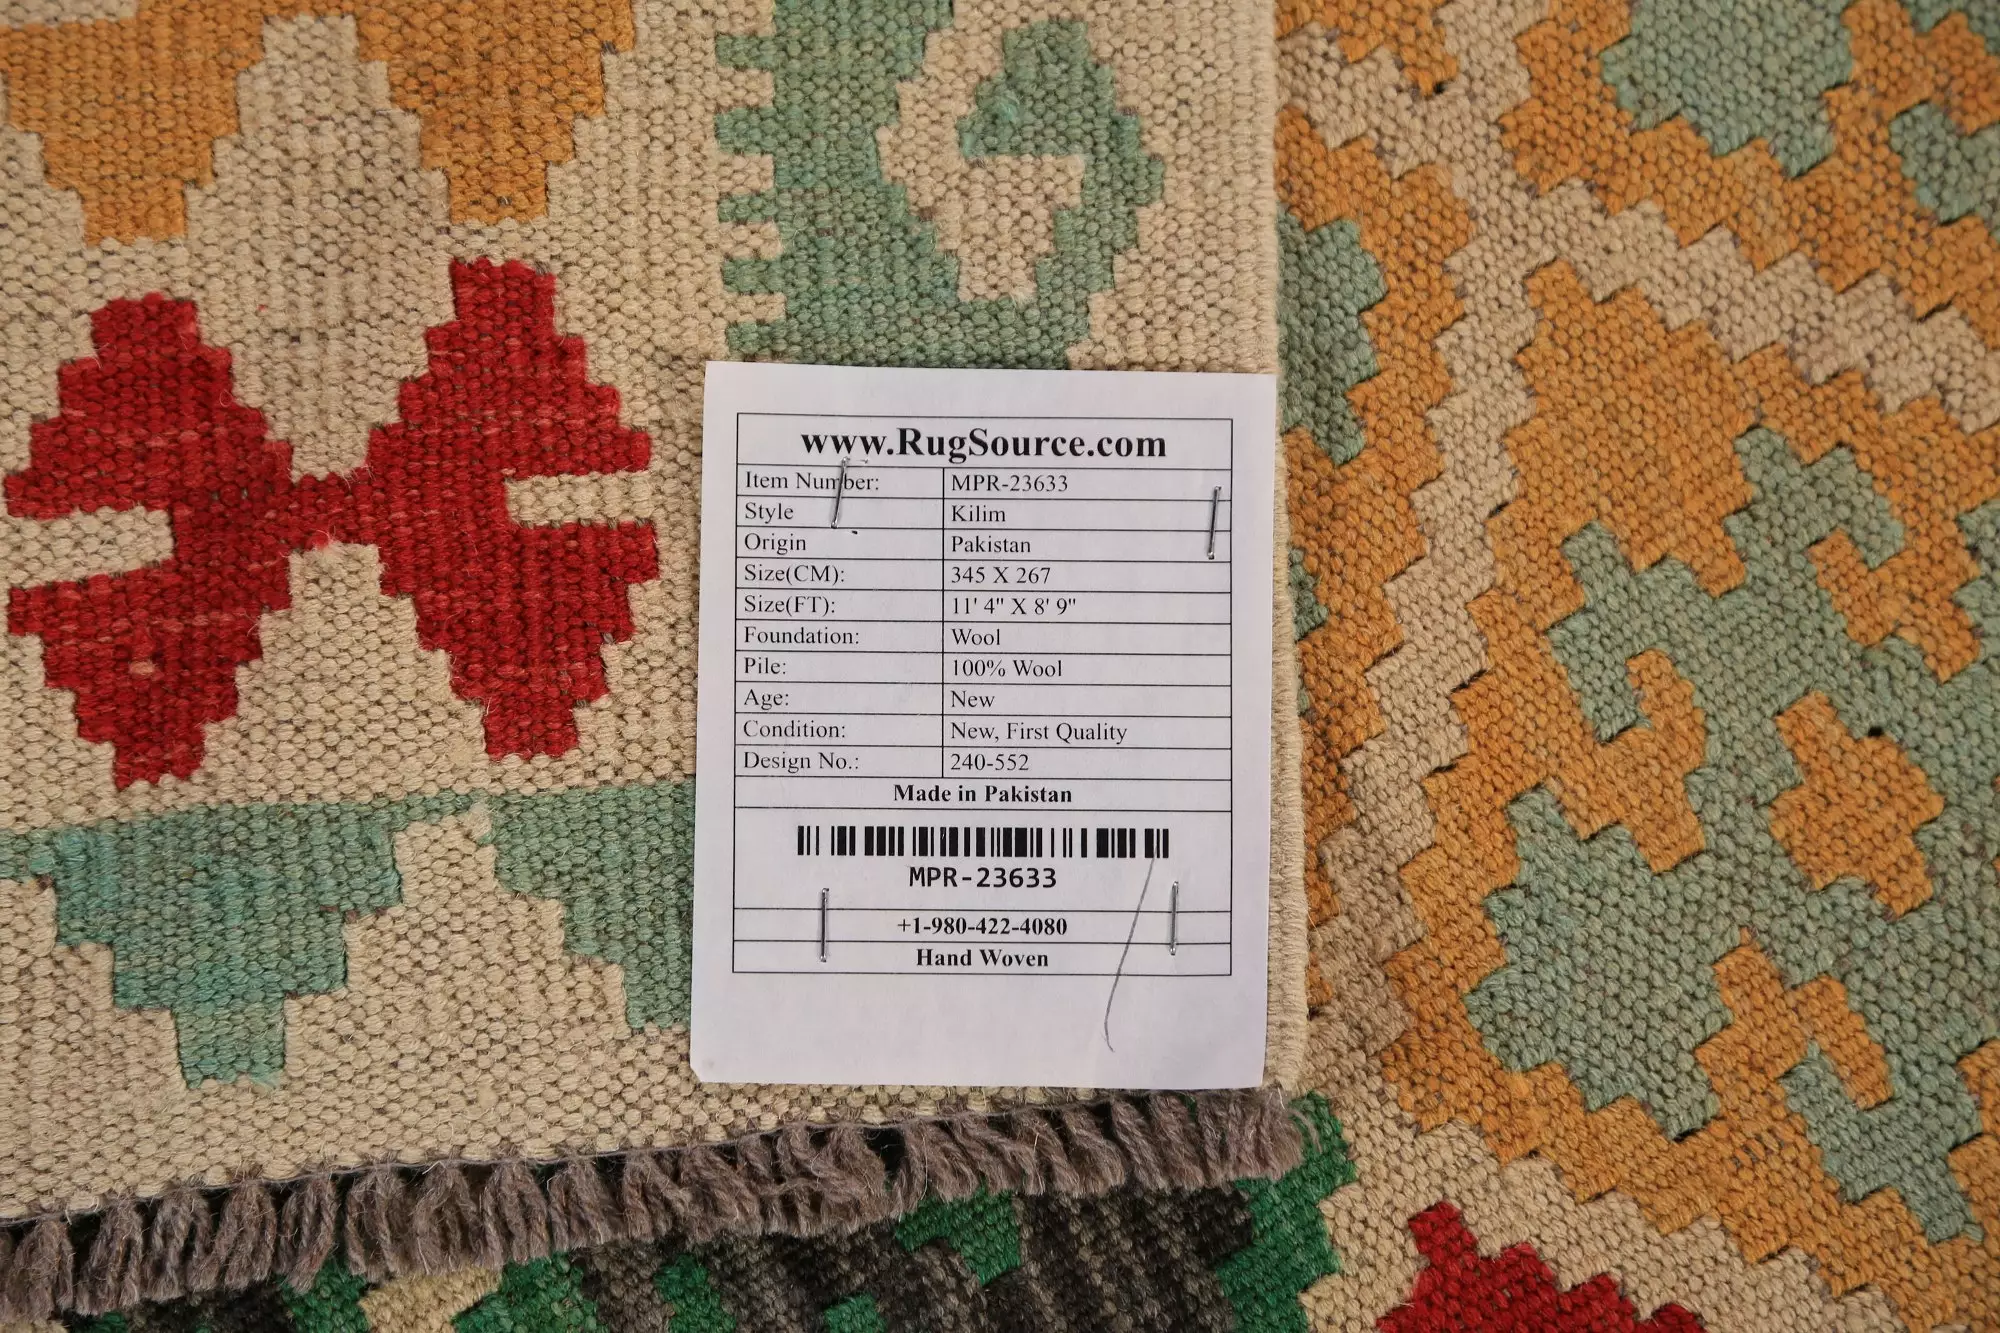 www.RugSource.com
Item Number: MPR-23633
Style Kilim
Origin Pakistan
Size(CM): 345 X 267
Size(FT): 11' 4" X 8' 9"
Foundation: Wool
Pile: 100% Wool
Age: New
Condition: New, First Quality
Design No.: 240-552
Made in Pakistan
MPR-23633
+1-980-422-4080
Hand Woven